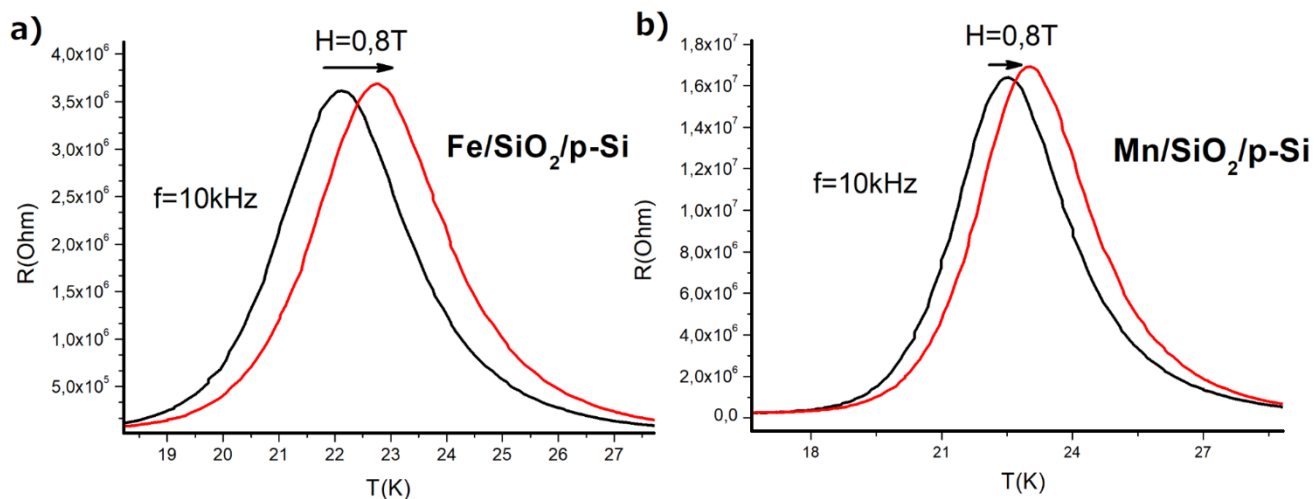 a)
H=0,8T
4,0x10⁶
3,5x10⁶
3,0x10⁶
2,5x10⁶
2,0x10⁶
1,5x10⁶
1,0x10⁶
5,0x10⁵
R(Ohm)
Fe/SiO₂/p-Si
f=10kHz
19 20 21 22 23 24 25 26 27
T(K)
b)
H=0,8T
1,8x10⁷
1,6x10⁷
1,4x10⁷
1,2x10⁷
1,0x10⁷
8,0x10⁶
6,0x10⁶
4,0x10⁶
2,0x10⁶
0,0
R(Ohm)
Mn/SiO₂/p-Si
f=10kHz
18 21 24 27
T(K)